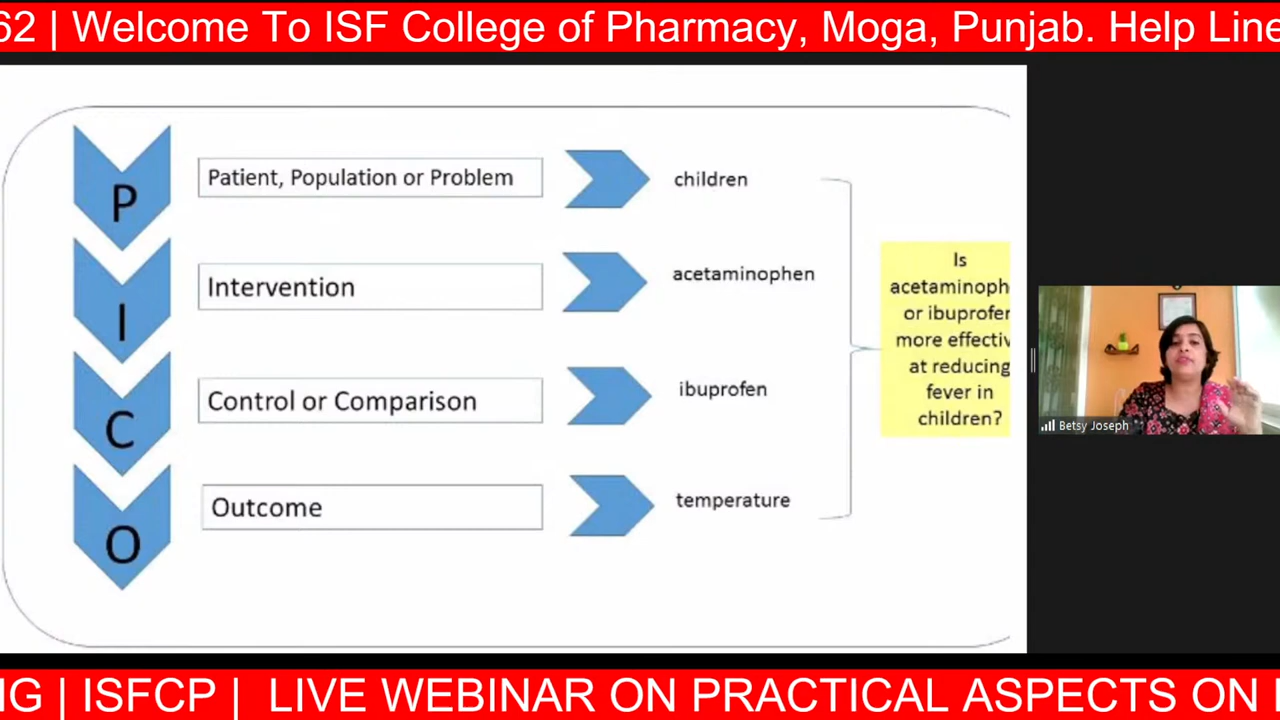 62 | Welcome To ISF College of Pharmacy, Moga, Punjab. Help Line
P
Patient, Population or Problem
children
I
Intervention
acetaminophen
C
Control or Comparison
ibuprofen
O
Outcome
temperature
Is
acetaminoph
or ibuprofen
more effectiv
at reducing
fever in
children?
Betsy Joseph
NG | ISFCP | LIVE WEBINAR ON PRACTICAL ASPECTS ON